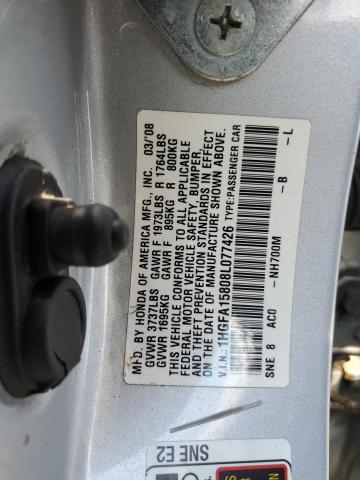 MFD. BY HONDA OF AMERICA MFG., INC. 03/'08
GVWR 3737LBS GAWR F 1973LBS R 1764LBS
GVWR 1695KG GAWR F 895KG R 800KG
THIS VEHICLE CONFORMS TO ALL APPLICABLE
FEDERAL MOTOR VEHICLE SAFETY, BUMPER,
AND THEFT PREVENTION STANDARDS IN EFFECT
ON THE DATE OF MANUFACTURE SHOWN ABOVE.
V.I.N.: 1HGFA15808L077426 TYPE:PASSENGER CAR
SNE 8 AC0 -NH700M -B -L
SNE E2